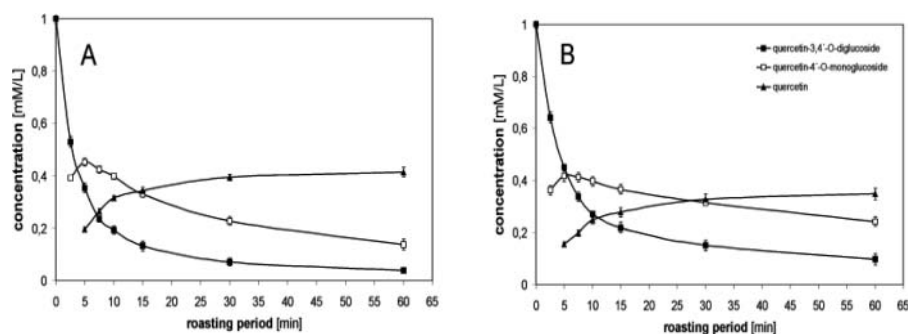 A
concentration [mM/L]
1
0,8
0,6
0,4
0,2
0
0 5 10 15 20 25 30 35 40 45 50 55 60 65
roasting period [min]
B
quercetin-3,4´-O-diglucoside
quercetin-4´-O-monoglucoside
quercetin
concentration [mM/L]
1
0,8
0,6
0,4
0,2
0
0 5 10 15 20 25 30 35 40 45 50 55 60 65
roasting period [min]